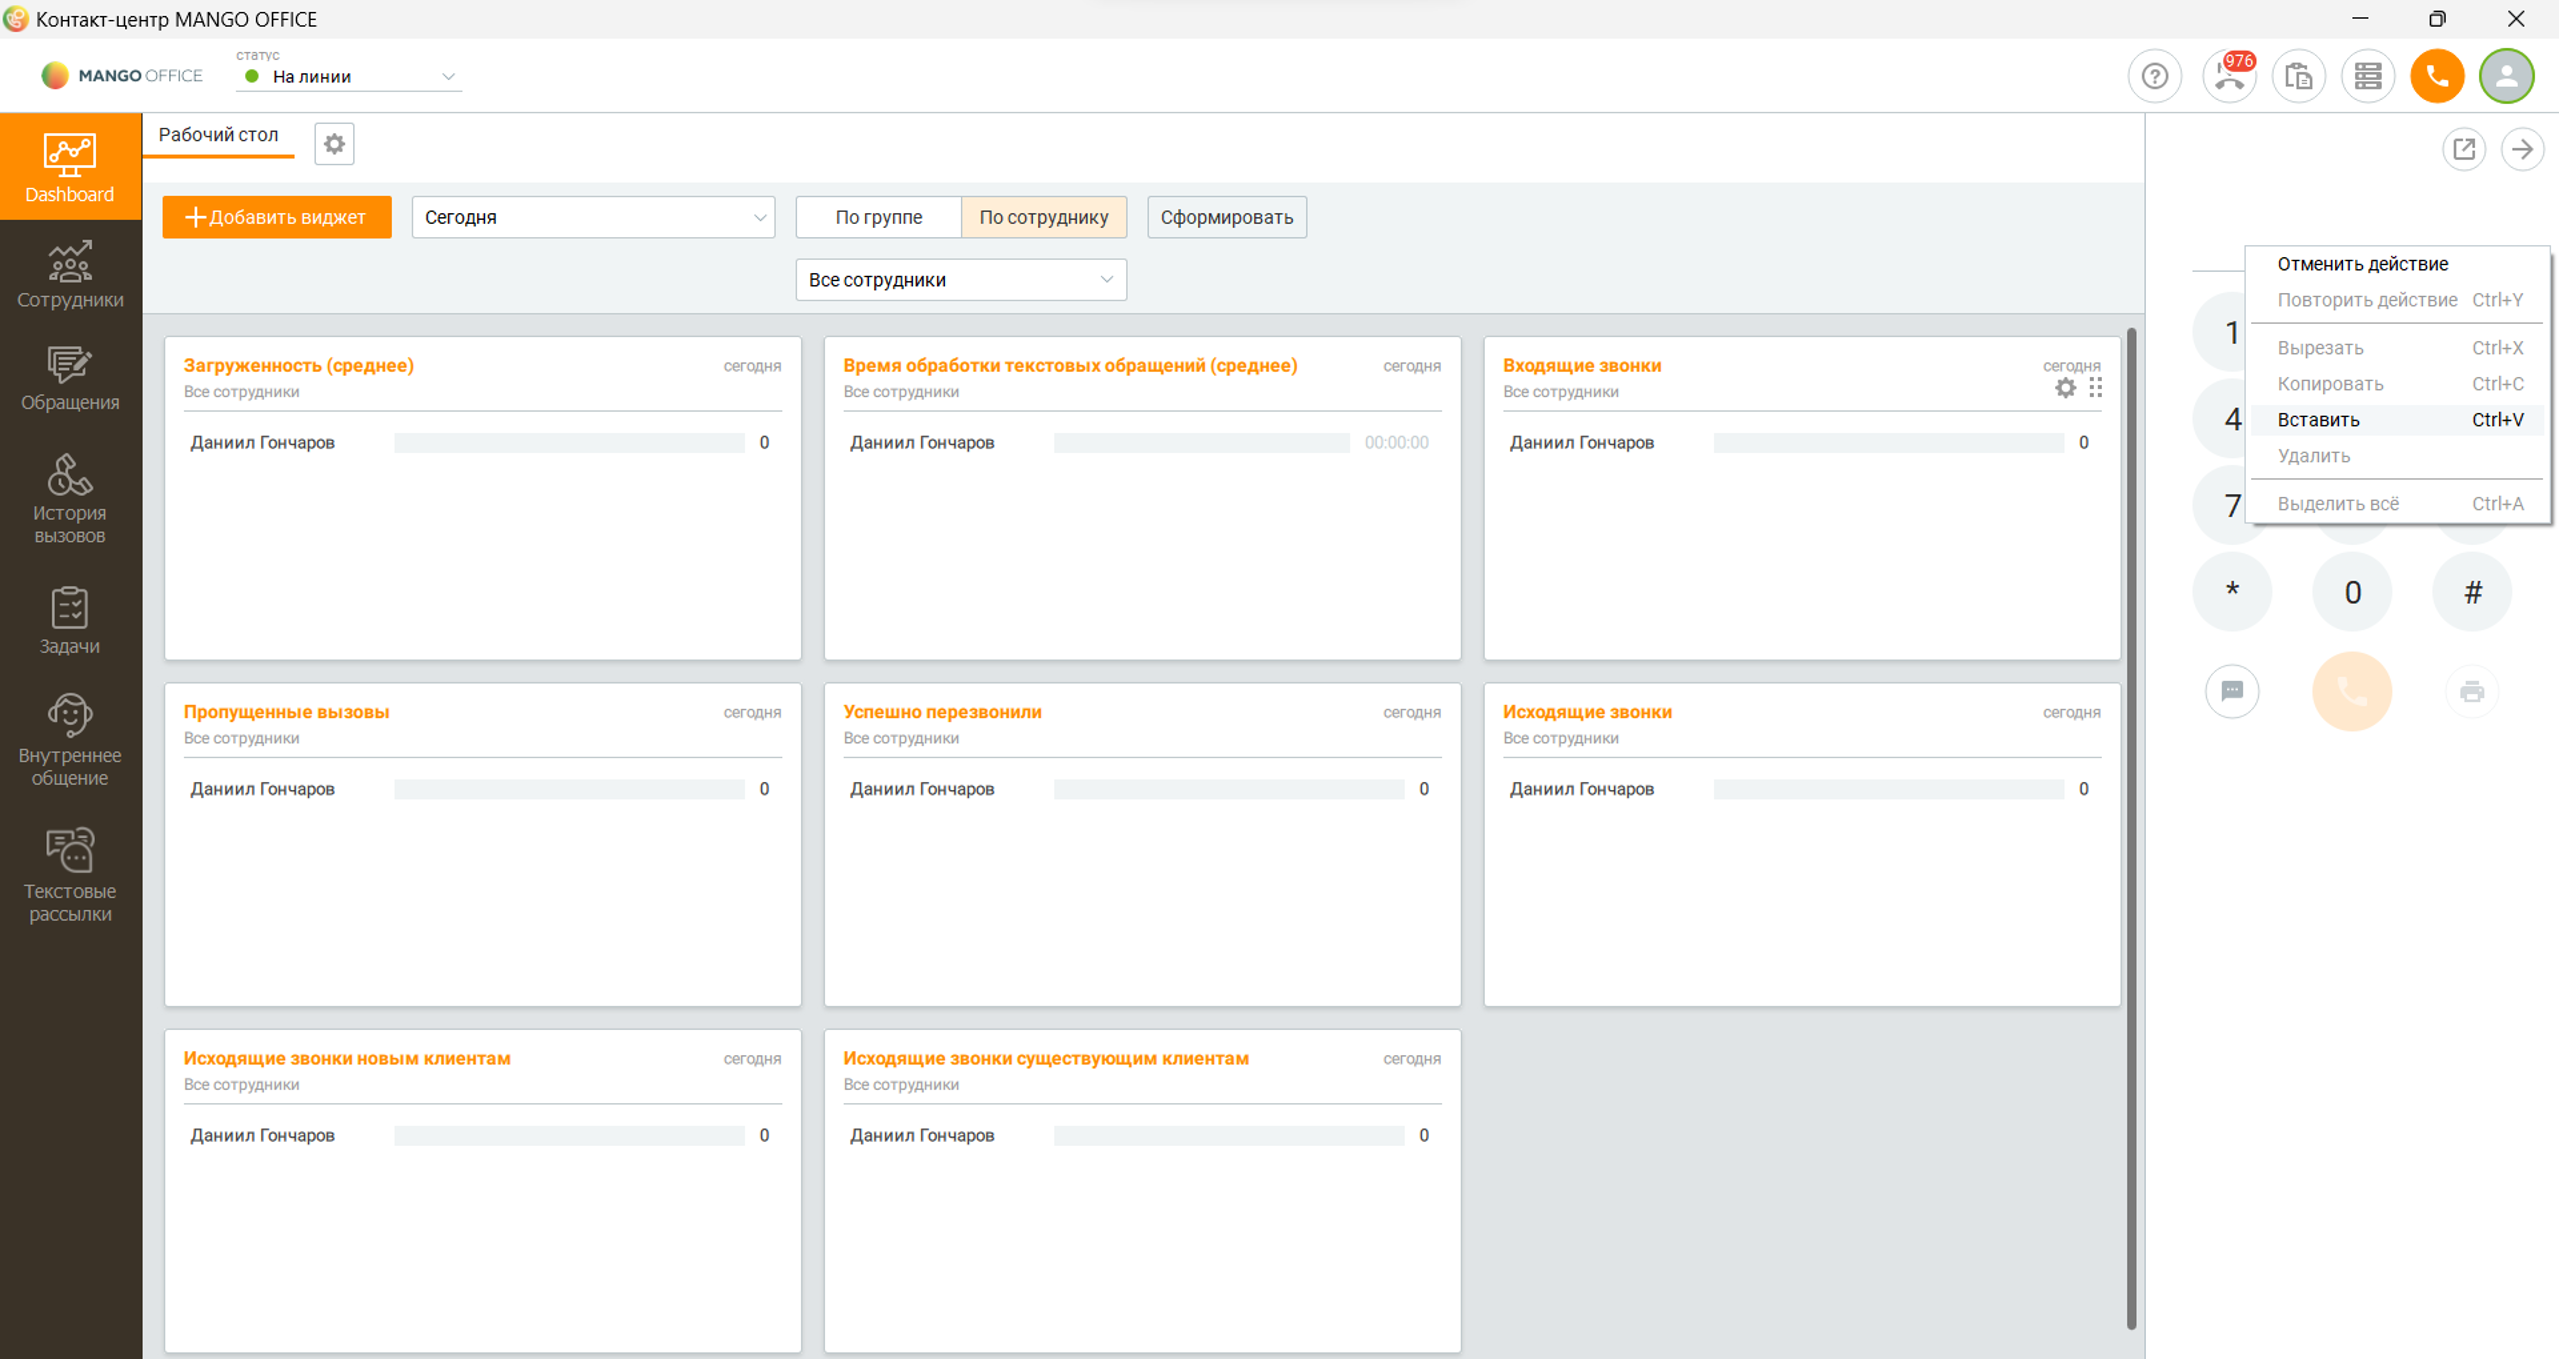 Контакт-центр MANGO OFFICE
MANGO OFFICE
статус
На линии
976
Dashboard
Сотрудники
Обращения
История
вызовов
Задачи
Внутреннее
общение
Текстовые
рассылки
Рабочий стол
Добавить виджет
Сегодня
По группе
По сотруднику
Сформировать
Все сотрудники
Загруженность (среднее)
сегодня
Все сотрудники
Даниил Гончаров
0
Время обработки текстовых обращений (среднее)
сегодня
Все сотрудники
Даниил Гончаров
00:00:00
Входящие звонки
сегодня
Все сотрудники
Даниил Гончаров
0
Пропущенные вызовы
сегодня
Все сотрудники
Даниил Гончаров
0
Успешно перезвонили
сегодня
Все сотрудники
Даниил Гончаров
0
Исходящие звонки
сегодня
Все сотрудники
Даниил Гончаров
0
Исходящие звонки новым клиентам
сегодня
Все сотрудники
Даниил Гончаров
0
Исходящие звонки существующим клиентам
сегодня
Все сотрудники
Даниил Гончаров
0
Отменить действие
Повторить действие Ctrl+Y
Вырезать Ctrl+X
Копировать Ctrl+C
Вставить Ctrl+V
Удалить
Выделить всё Ctrl+A
1
4
7
* 0 #